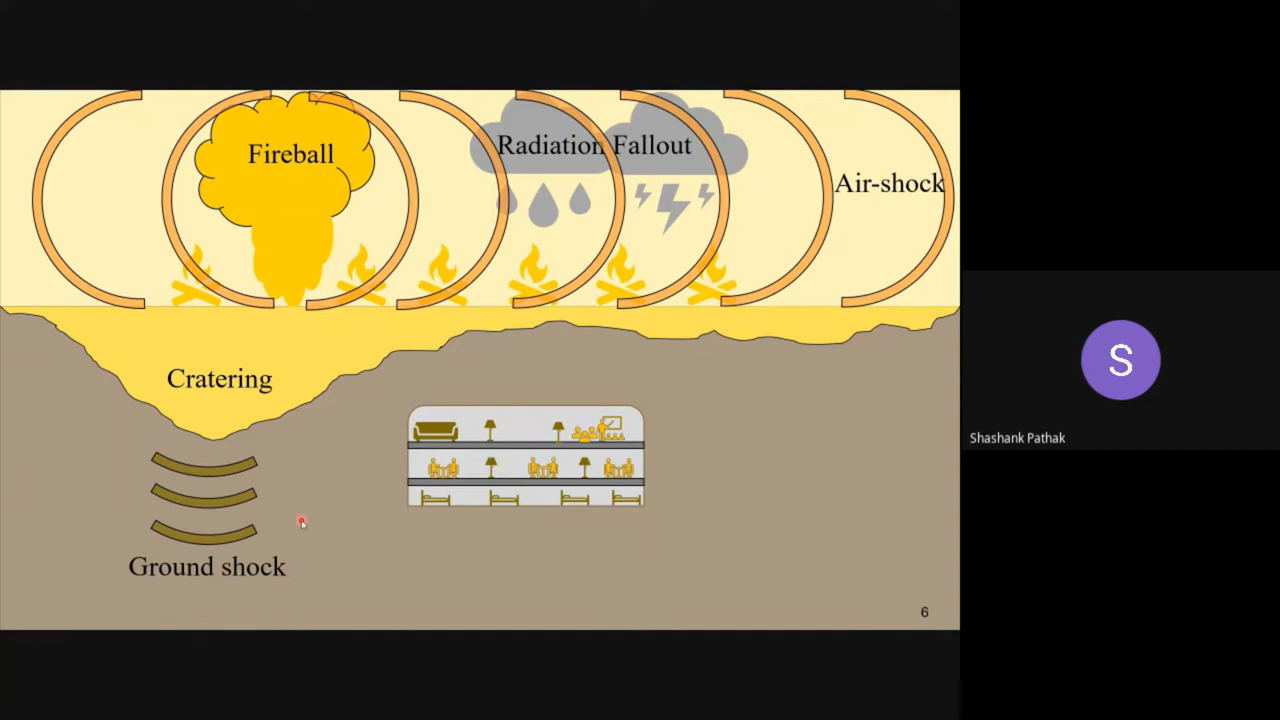 Fireball
Radiation Fallout
Air-shock
Cratering
Ground shock
6
S
Shashank Pathak